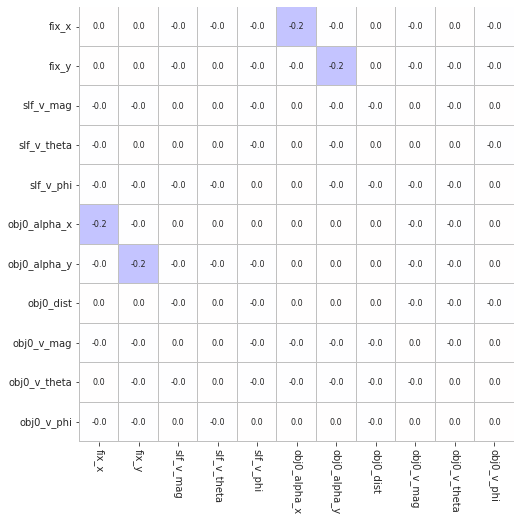 fix_x 0.0 0.0 -0.0 -0.0 -0.0 -0.2 -0.0 0.0 -0.0 0.0 -0.0
fix_y 0.0 0.0 -0.0 0.0 -0.0 -0.0 -0.2 0.0 -0.0 -0.0 -0.0
slf_v_mag -0.0 -0.0 0.0 0.0 -0.0 0.0 -0.0 -0.0 0.0 -0.0 -0.0
slf_v_theta -0.0 0.0 0.0 0.0 -0.0 0.0 -0.0 0.0 0.0 0.0 -0.0
slf_v_phi -0.0 -0.0 -0.0 -0.0 0.0 0.0 -0.0 -0.0 -0.0 -0.0 0.0
obj0_alpha_x -0.2 -0.0 0.0 0.0 0.0 0.0 0.0 -0.0 -0.0 -0.0 0.0
obj0_alpha_y -0.0 -0.2 -0.0 -0.0 -0.0 0.0 0.0 0.0 -0.0 0.0 0.0
obj0_dist 0.0 0.0 -0.0 0.0 -0.0 -0.0 0.0 0.0 -0.0 -0.0 -0.0
obj0_v_mag -0.0 -0.0 0.0 0.0 -0.0 -0.0 -0.0 -0.0 0.0 -0.0 0.0
obj0_v_theta 0.0 -0.0 -0.0 0.0 -0.0 -0.0 0.0 -0.0 -0.0 0.0 0.0
obj0_v_phi -0.0 -0.0 -0.0 -0.0 0.0 0.0 0.0 -0.0 0.0 0.0 0.0
fix_x fix_y slf_v_mag slf_v_theta slf_v_phi obj0_alpha_x obj0_alpha_y obj0_dist obj0_v_mag obj0_v_theta obj0_v_phi